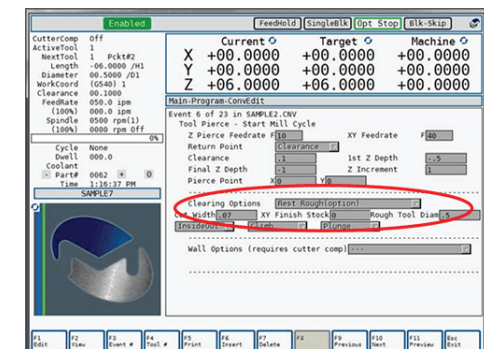 Enabled FeedHold SingleBlk Opt Stop Blk-Skip
CutterComp Off
ActiveTool 1
NextTool 1 Pckt#2
Length -06.0000 /H1
Diameter 00.5000 /D1
WorkCoord (G540) 1
Clearance 00.1000
FeedRate 050.0 ipm
(100%) 000.0 ipm
Spindle 0500 rpm(1)
(100%) 0000 rpm Off
0%
Cycle None
Dwell 000.0
Coolant
- Part# 0062 + 0
Time 1:16:37 PM
SAMPLE7
Current Target Machine
X +00.0000 +00.0000 +00.0000
Y +00.0000 +00.0000 +00.0000
Z +06.0000 +06.0000 +06.0000
Main-Program-ConvEdit
Event 6 of 23 in SAMPLE2.CNV
Tool Pierce - Start Mill Cycle
Z Pierce Feedrate F 10 XY Feedrate F 40
Return Point Clearance
Clearance .1 1st Z Depth -.5
Final Z Depth -1 Z Increment 1
Pierce Point X 0 Y 0
Clearing Options Rest Rough(option)
Cut Width .07 XY Finish Stock 0 Rough Tool Diam .5
InsideOut Climb Plunge
Wall Options (requires cutter comp) ---
F1 Edit F2 View F3 Event # F4 Tool # F5 Print F6 Insert F7 Delete F8 F9 Previous F10 Next F11 Preview Esc Exit